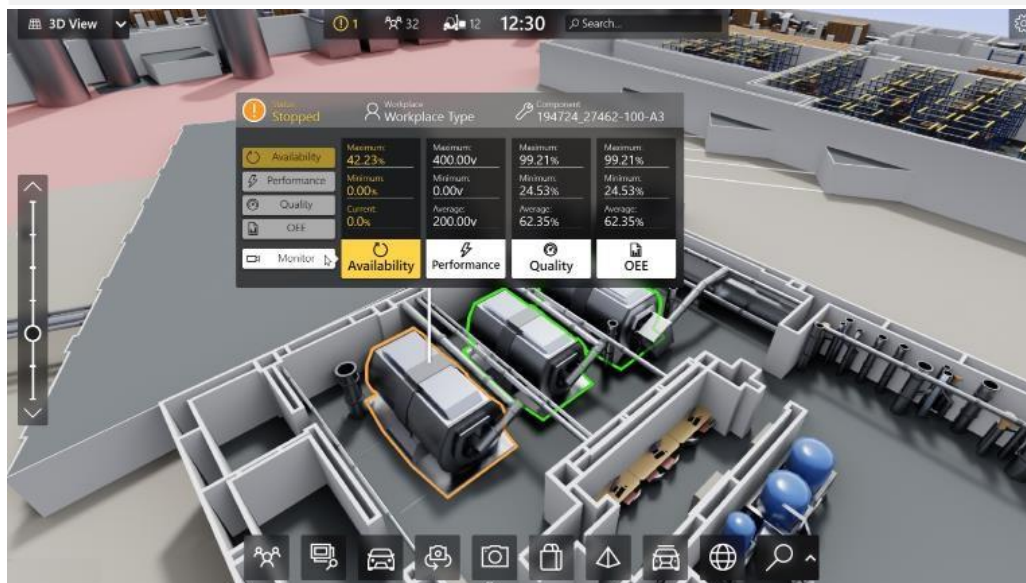 3D View
1
32
12
12:30
Search...
Status
Stopped
Workplace
Workplace Type
Component
194724_27462-100-A3
Availability
Performance
Quality
OEE
Monitor
Maximum:
42.23%
Minimum:
0.00%
Current:
0.0%
Availability
Maximum:
400.00v
Minimum:
0.00v
Average:
200.00v
Performance
Maximum:
99.21%
Minimum:
24.53%
Average:
62.35%
Quality
Maximum:
99.21%
Minimum:
24.53%
Average:
62.35%
OEE